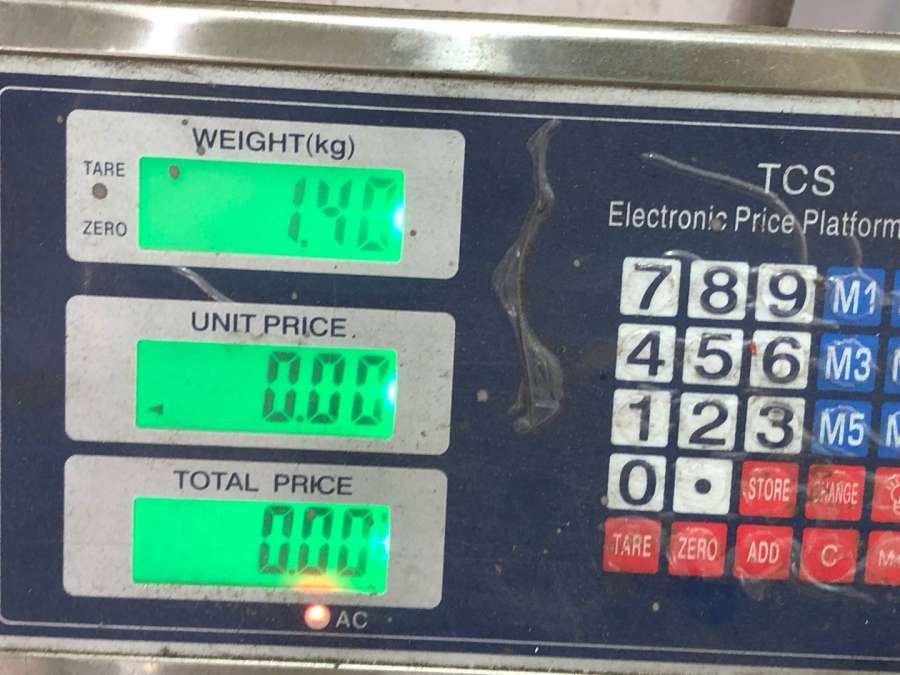 WEIGHT(kg)
TARE
ZERO
1.40
UNIT PRICE
0.00
TOTAL PRICE
0.00
AC
TCS
Electronic Price Platform
7 8 9 M1
4 5 6 M3
1 2 3 M5
0 . STORE CHANGE
TARE ZERO ADD C